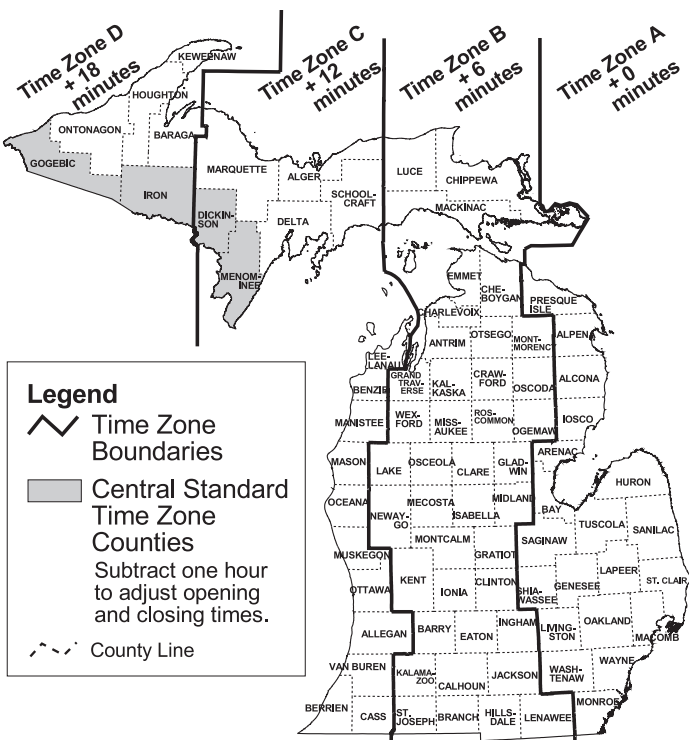 Time Zone D
+ 18
minutes
Time Zone C
+ 12
minutes
Time Zone B
+ 6
minutes
Time Zone A
+ 0
minutes
KEWEENAW
HOUGHTON
ONTONAGON
BARAGA
GOGEBIC
IRON
MARQUETTE
ALGER
LUCE
CHIPPEWA
SCHOOL-
CRAFT
MACKINAC
DICKIN-
SON
DELTA
MENOM-
INEE
EMMET
CHE-
BOYGAN
PRESQUE
ISLE
CHARLEVOIX
ANTRIM
OTSEGO
MONT-
MORENCY
ALPENA
LEE-
LANAU
BENZIE
GRAND
TRAV-
ERSE
KAL-
KASKA
CRAW-
FORD
OSCODA
ALCONA
MANISTEE
WEX-
FORD
MISS-
AUKEE
ROS-
COMMON
OGEMAW
IOSCO
ARENAC
MASON
LAKE
OSCEOLA
CLARE
GLAD-
WIN
HURON
OCEANA
NEWAY-
GO
MECOSTA
ISABELLA
MIDLAND
BAY
TUSCOLA
SANILAC
MONTCALM
GRATIOT
SAGINAW
MUSKEGON
KENT
IONIA
CLINTON
SHIA-
WASSEE
GENESEE
LAPEER
ST. CLAIR
OTTAWA
ALLEGAN
BARRY
EATON
INGHAM
LIVING-
STON
OAKLAND
MACOMB
VAN BUREN
KALAMA-
ZOO
CALHOUN
JACKSON
WASH-
TENAW
WAYNE
BERRIEN
CASS
ST.
JOSEPH
BRANCH
HILLS-
DALE
LENAWEE
MONROE
Legend
Time Zone
Boundaries
Central Standard
Time Zone
Counties
Subtract one hour
to adjust opening
and closing times.
County Line